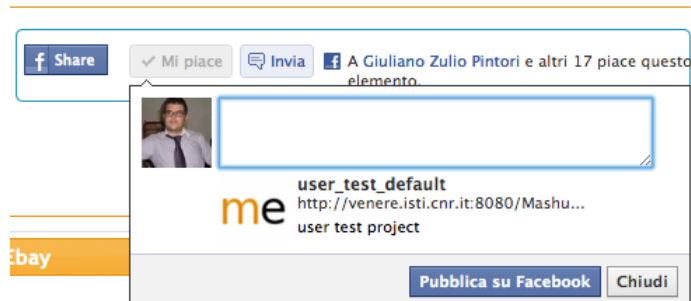 f Share
✓ Mi piace
Invia
f A Giuliano Zulio Pintori e altri 17 piace questo
elemento.
user_test_default
me
http://venere.isti.cnr.it:8080/Mashu...
user test project
Ebay
Pubblica su Facebook
Chiudi